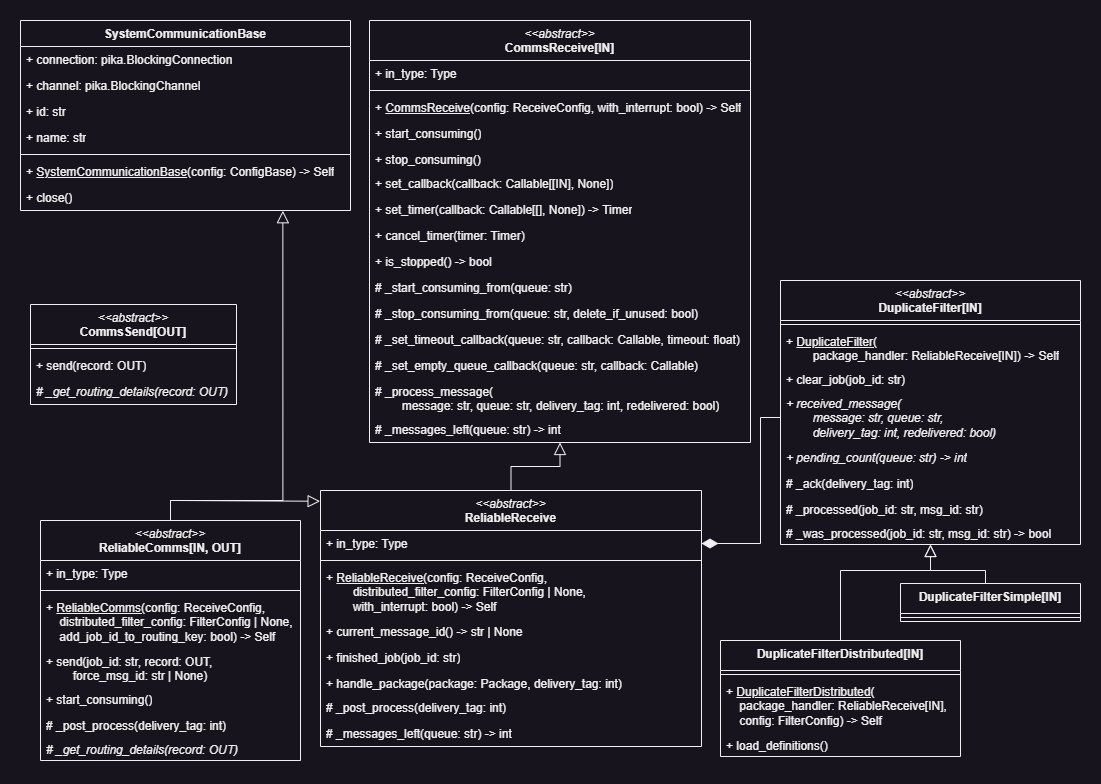 SystemCommunicationBase
+ connection: pika.BlockingConnection
+ channel: pika.BlockingChannel
+ id: str
+ name: str
+ SystemCommunicationBase(config: ConfigBase) -> Self
+ close()
<<abstract>>
CommsReceive[IN]
+ in_type: Type
+ CommsReceive(config: ReceiveConfig, with_interrupt: bool) -> Self
+ start_consuming()
+ stop_consuming()
+ set_callback(callback: Callable[[IN], None])
+ set_timer(callback: Callable[[], None]) -> Timer
+ cancel_timer(timer: Timer)
+ is_stopped() -> bool
# _start_consuming_from(queue: str)
# _stop_consuming_from(queue: str, delete_if_unused: bool)
# _set_timeout_callback(queue: str, callback: Callable, timeout: float)
# _set_empty_queue_callback(queue: str, callback: Callable)
# _process_message(
message: str, queue: str, delivery_tag: int, redelivered: bool)
# _messages_left(queue: str) -> int
<<abstract>>
CommsSend[OUT]
+ send(record: OUT)
# _get_routing_details(record: OUT)
<<abstract>>
DuplicateFilter[IN]
+ DuplicateFilter(
package_handler: ReliableReceive[IN]) -> Self
+ clear_job(job_id: str)
+ received_message(
message: str, queue: str,
delivery_tag: int, redelivered: bool)
+ pending_count(queue: str) -> int
# _ack(delivery_tag: int)
# _processed(job_id: str, msg_id: str)
# _was_processed(job_id: str, msg_id: str) -> bool
<<abstract>>
ReliableComms[IN, OUT]
+ in_type: Type
+ ReliableComms(config: ReceiveConfig,
distributed_filter_config: FilterConfig | None,
add_job_id_to_routing_key: bool) -> Self
+ send(job_id: str, record: OUT,
force_msg_id: str | None)
+ start_consuming()
# _post_process(delivery_tag: int)
# _get_routing_details(record: OUT)
<<abstract>>
ReliableReceive
+ in_type: Type
+ ReliableReceive(config: ReceiveConfig,
distributed_filter_config: FilterConfig | None,
with_interrupt: bool) -> Self
+ current_message_id() -> str | None
+ finished_job(job_id: str)
+ handle_package(package: Package, delivery_tag: int)
# _post_process(delivery_tag: int)
# _messages_left(queue: str) -> int
DuplicateFilterSimple[IN]
DuplicateFilterDistributed[IN]
+ DuplicateFilterDistributed(
package_handler: ReliableReceive[IN],
config: FilterConfig) -> Self
+ load_definitions()